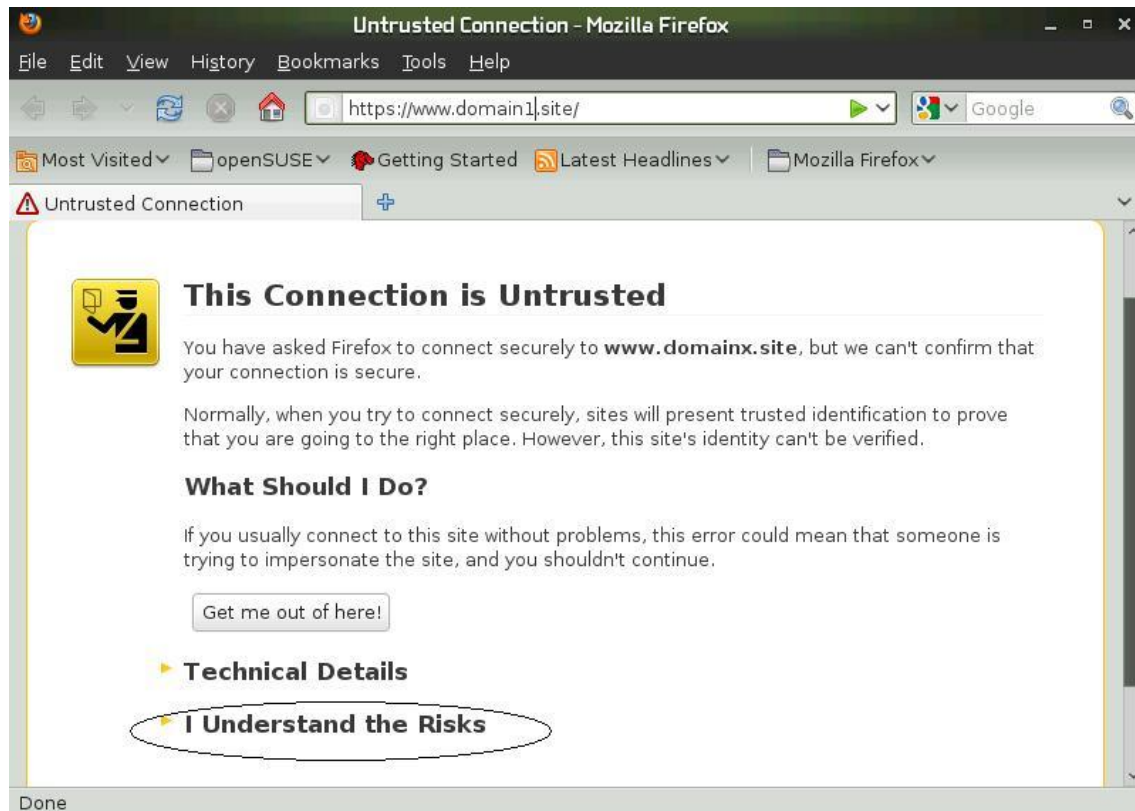 Untrusted Connection - Mozilla Firefox
File Edit View History Bookmarks Tools Help
https://www.domain1.site/ Google
Most Visited openSUSE Getting Started Latest Headlines Mozilla Firefox
Untrusted Connection
This Connection is Untrusted
You have asked Firefox to connect securely to www.domainx.site, but we can't confirm that
your connection is secure.
Normally, when you try to connect securely, sites will present trusted identification to prove
that you are going to the right place. However, this site's identity can't be verified.
What Should I Do?
If you usually connect to this site without problems, this error could mean that someone is
trying to impersonate the site, and you shouldn't continue.
Get me out of here!
Technical Details
I Understand the Risks
Done